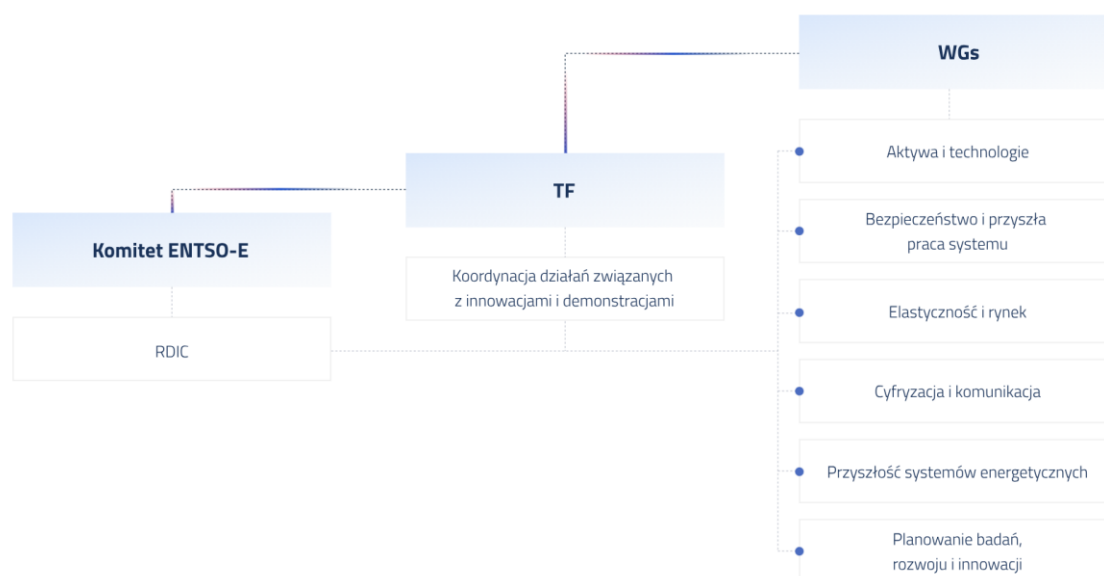 WGs
Aktywa i technologie
TF
Bezpieczeństwo i przyszła
praca systemu
Komitet ENTSO-E
Koordynacja działań związanych
z innowacjami i demonstracjami
Elastyczność i rynek
RDIC
Cyfryzacja i komunikacja
Przyszłość systemów energetycznych
Planowanie badań,
rozwoju i innowacji